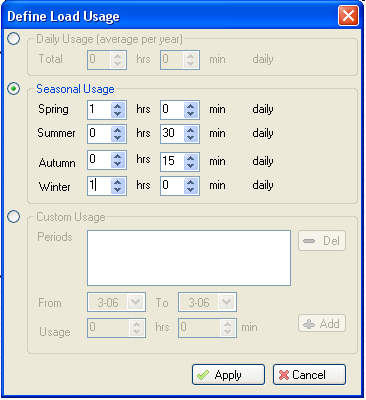 Define Load Usage
Daily Usage (average per year)
Total 0 hrs 0 min daily
Seasonal Usage
Spring 1 hrs 0 min daily
Summer 0 hrs 30 min daily
Autumn 0 hrs 15 min daily
Winter 1 hrs 0 min daily
Custom Usage
Periods
Del
From 3-06 To 3-06
Usage 0 hrs 0 min
Add
Apply Cancel